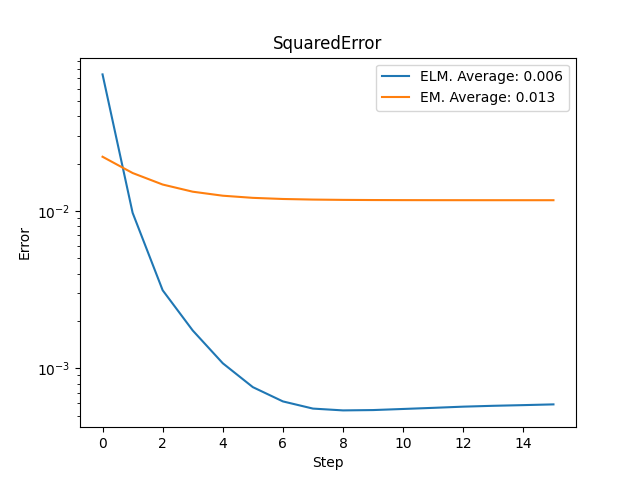 SquaredError
ELM. Average: 0.006
EM. Average: 0.013
Error
10⁻²
10⁻³
0 2 4 6 8 10 12 14
Step